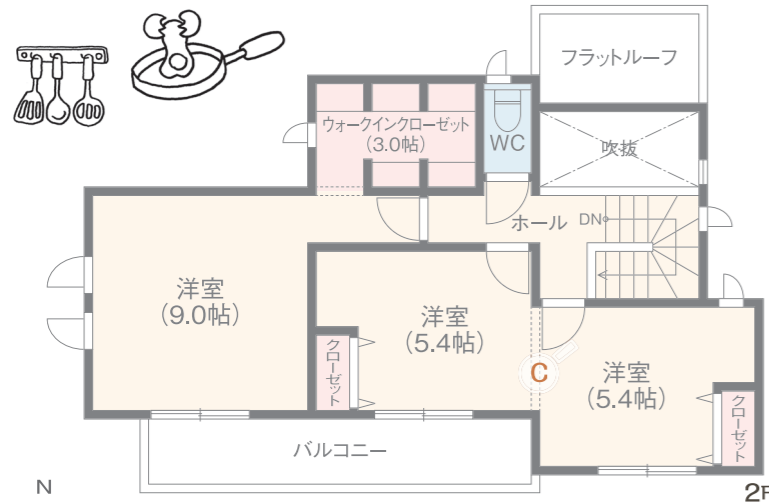 フラットルーフ
ウォークインクローゼット
(3.0帖)
WC
吹抜
ホール
DN
洋室
(9.0帖)
洋室
(5.4帖)
クローゼット
C
洋室
(5.4帖)
クローゼット
バルコニー
N
2F